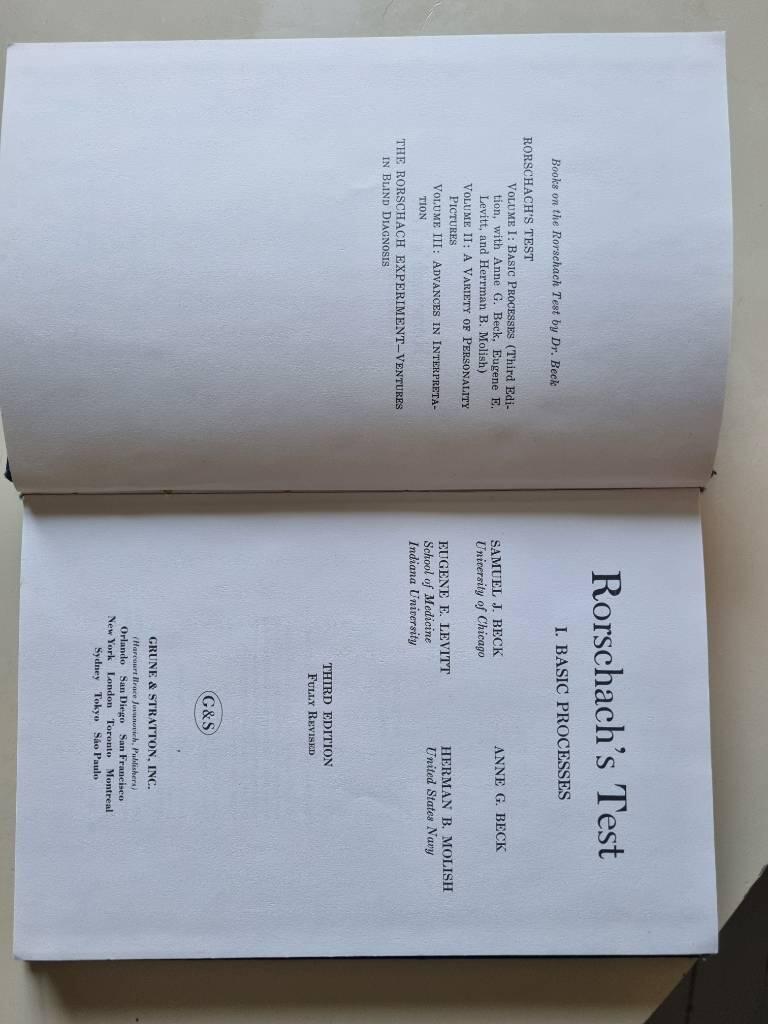 Books on the Rorschach Test by Dr. Beck
RORSCHACH'S TEST
VOLUME I: BASIC PROCESSES (Third Edi-
tion, with Anne G. Beck, Eugene E.
Levitt, and Herrman B. Molish)
VOLUME II: A VARIETY OF PERSONALITY
PICTURES
VOLUME III: ADVANCES IN INTERPRETA-
TION
THE RORSCHACH EXPERIMENT—VENTURES
IN BLIND DIAGNOSIS
Rorschach's Test
I. BASIC PROCESSES
SAMUEL J. BECK
University of Chicago
ANNE G. BECK
EUGENE E. LEVITT
School of Medicine
Indiana University
HERMAN B. MOLISH
United States Navy
THIRD EDITION
FULLY REVISED
G&S
GRUNE & STRATTON, INC.
(Harcourt Brace Jovanovich, Publishers)
Orlando San Diego San Francisco
New York London Toronto Montreal
Sydney Tokyo São Paulo